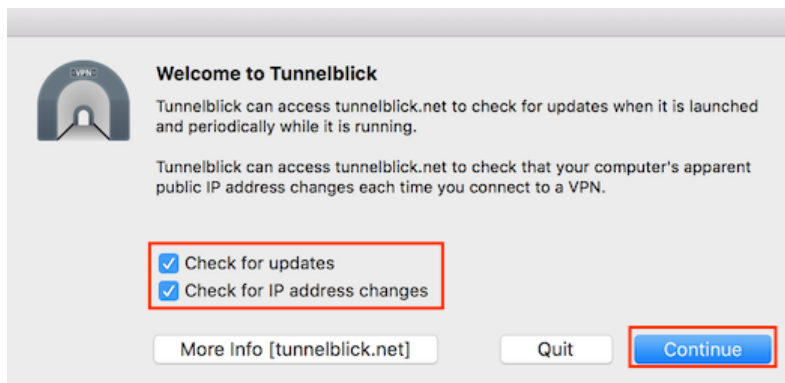 VPN
Welcome to Tunnelblick
Tunnelblick can access tunnelblick.net to check for updates when it is launched
and periodically while it is running.
Tunnelblick can access tunnelblick.net to check that your computer's apparent
public IP address changes each time you connect to a VPN.
Check for updates
Check for IP address changes
More Info [tunnelblick.net]
Quit
Continue